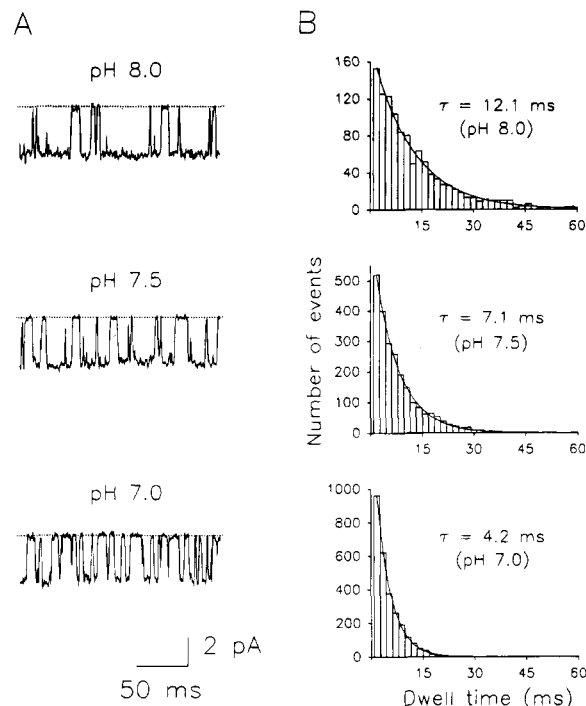 A
pH 8.0
pH 7.5
pH 7.0
2 pA
50 ms
B
Number of events
160
120
80
40
0
τ = 12.1 ms
(pH 8.0)
15
30
45
60
500
400
300
200
100
0
τ = 7.1 ms
(pH 7.5)
15
30
45
60
1000
800
600
400
200
0
τ = 4.2 ms
(pH 7.0)
15
30
45
60
Dwell time (ms)